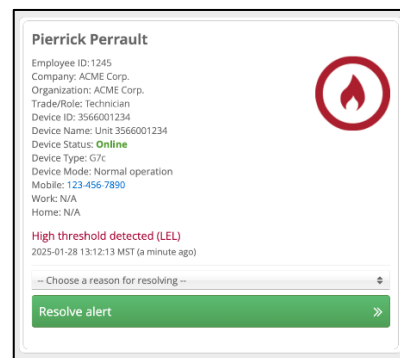 Pierrick Perrault
Employee ID:1245
Company: ACME Corp.
Organization: ACME Corp.
Trade/Role: Technician
Device ID: 3566001234
Device Name: Unit 3566001234
Device Status: Online
Device Type: G7c
Device Mode: Normal operation
Mobile: 123-456-7890
Work: N/A
Home: N/A
High threshold detected (LEL)
2025-01-28 13:12:13 MST (a minute ago)
-- Choose a reason for resolving --
Resolve alert